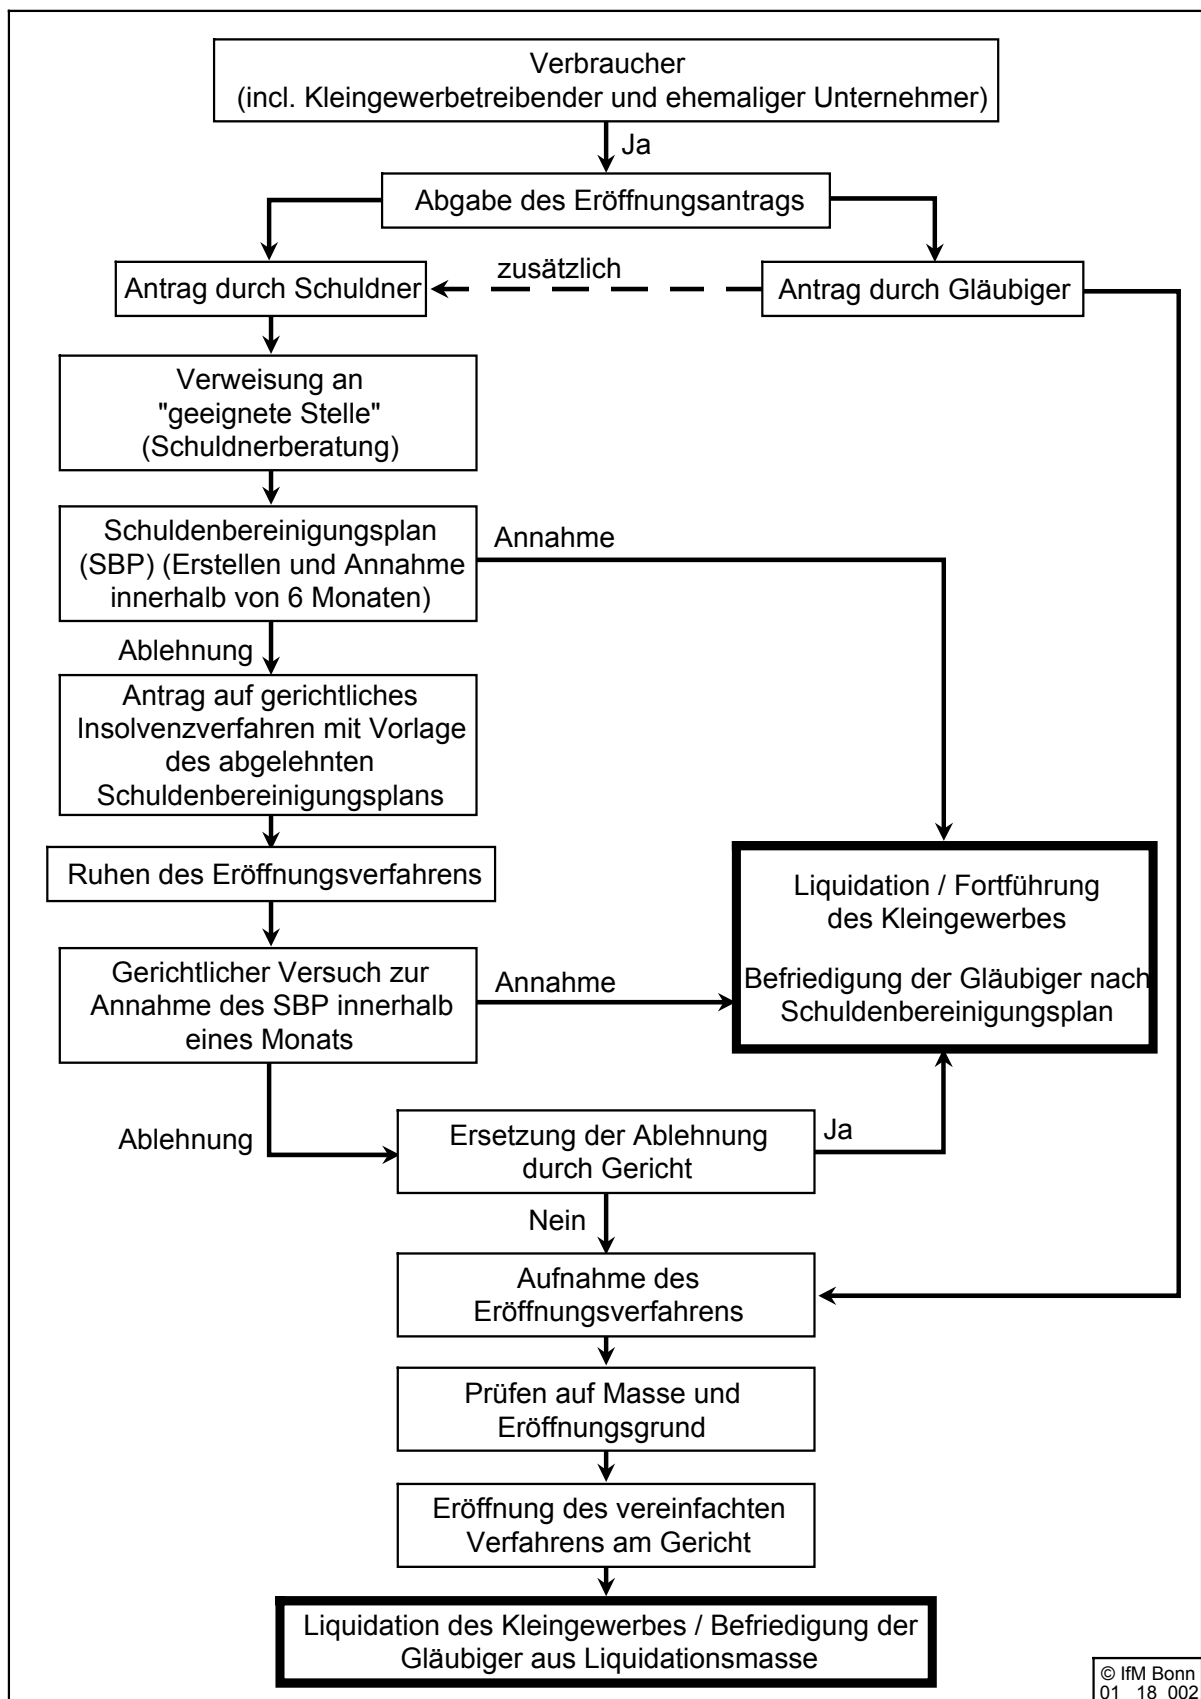 Verbraucher
(incl. Kleingewerbetreibender und ehemaliger Unternehmer)
Ja
Abgabe des Eröffnungsantrags
zusätzlich
Antrag durch Schuldner
Antrag durch Gläubiger
Verweisung an
"geeignete Stelle"
(Schuldnerberatung)
Schuldenbereinigungsplan
(SBP) (Erstellen und Annahme
innerhalb von 6 Monaten)
Annahme
Ablehnung
Antrag auf gerichtliches
Insolvenzverfahren mit Vorlage
des abgelehnten
Schuldenbereinigungsplans
Ruhen des Eröffnungsverfahrens
Liquidation / Fortführung
des Kleingewerbes
Befriedigung der Gläubiger nach
Schuldenbereinigungsplan
Gerichtlicher Versuch zur
Annahme des SBP innerhalb
eines Monats
Annahme
Ablehnung
Ersetzung der Ablehnung
durch Gericht
Ja
Nein
Aufnahme des
Eröffnungsverfahrens
Prüfen auf Masse und
Eröffnungsgrund
Eröffnung des vereinfachten
Verfahrens am Gericht
Liquidation des Kleingewerbes / Befriedigung der
Gläubiger aus Liquidationsmasse
© IfM Bonn
01 18 002